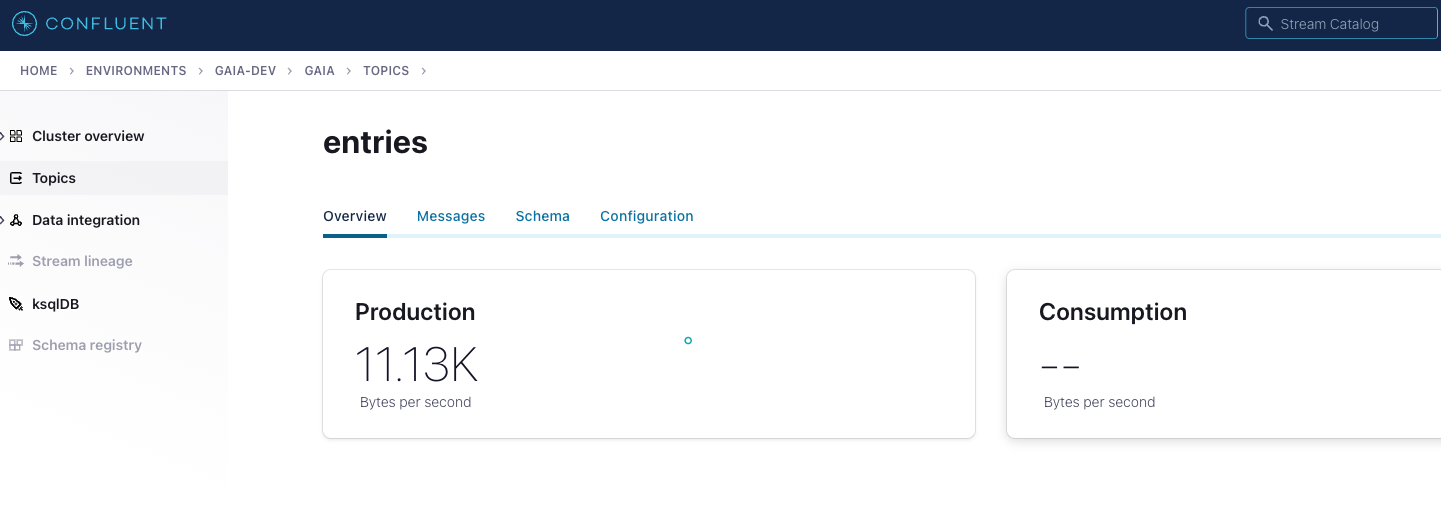 CONFLUENT
Stream Catalog
HOME > ENVIRONMENTS > GAIA-DEV > GAIA > TOPICS >
Cluster overview
Topics
Data integration
Stream lineage
ksqlDB
Schema registry
entries
Overview Messages Schema Configuration
Production
11.13K
Bytes per second
Consumption
--
Bytes per second